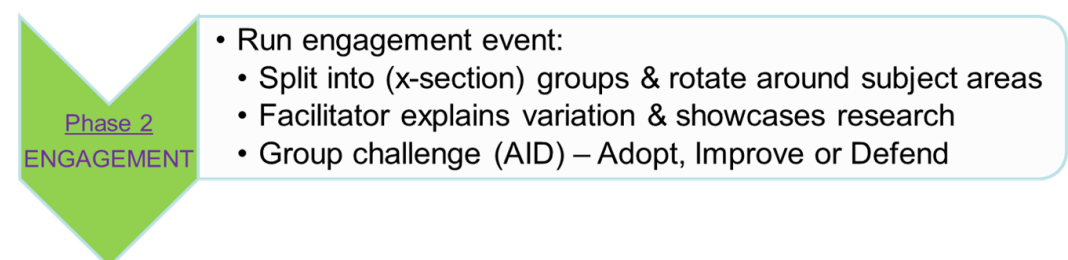 Phase 2
ENGAGEMENT
• Run engagement event:
• Split into (x-section) groups & rotate around subject areas
• Facilitator explains variation & showcases research
• Group challenge (AID) – Adopt, Improve or Defend